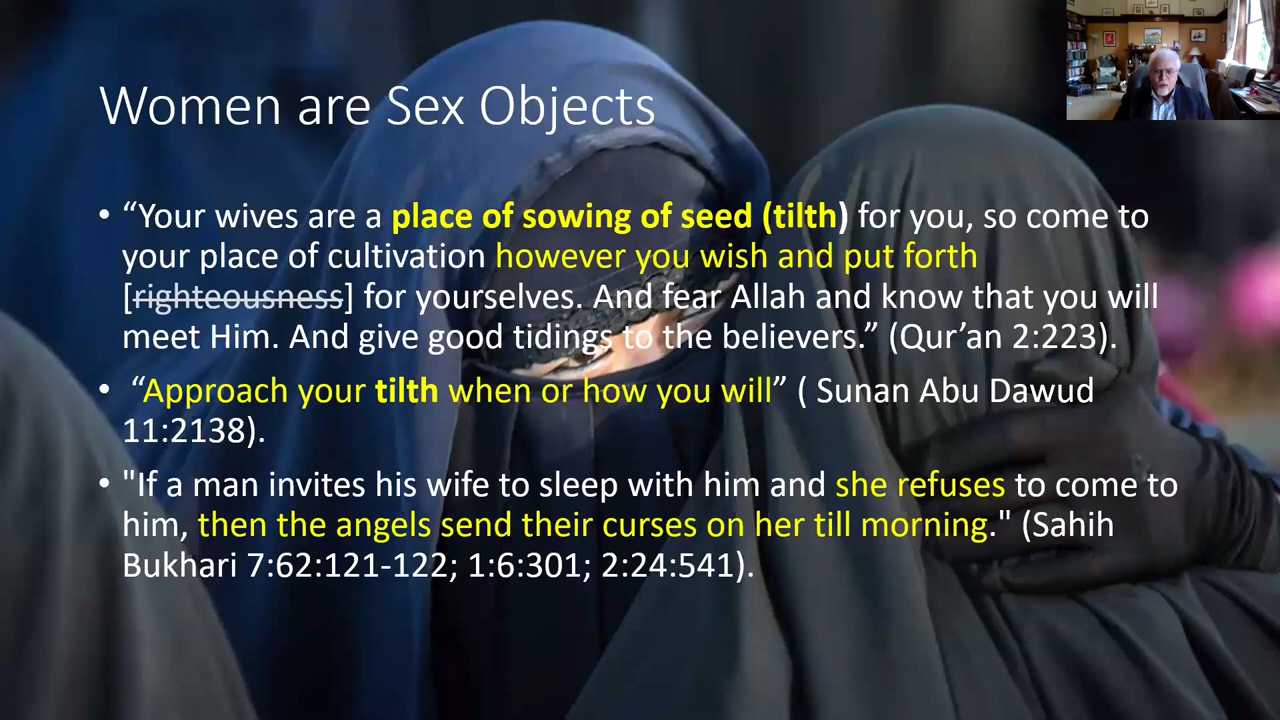 Women are Sex Objects
• “Your wives are a place of sowing of seed (tilth) for you, so come to
your place of cultivation however you wish and put forth
[righteousness] for yourselves. And fear Allah and know that you will
meet Him. And give good tidings to the believers.” (Qur’an 2:223).
• “Approach your tilth when or how you will” ( Sunan Abu Dawud
11:2138).
• "If a man invites his wife to sleep with him and she refuses to come to
him, then the angels send their curses on her till morning." (Sahih
Bukhari 7:62:121-122; 1:6:301; 2:24:541).